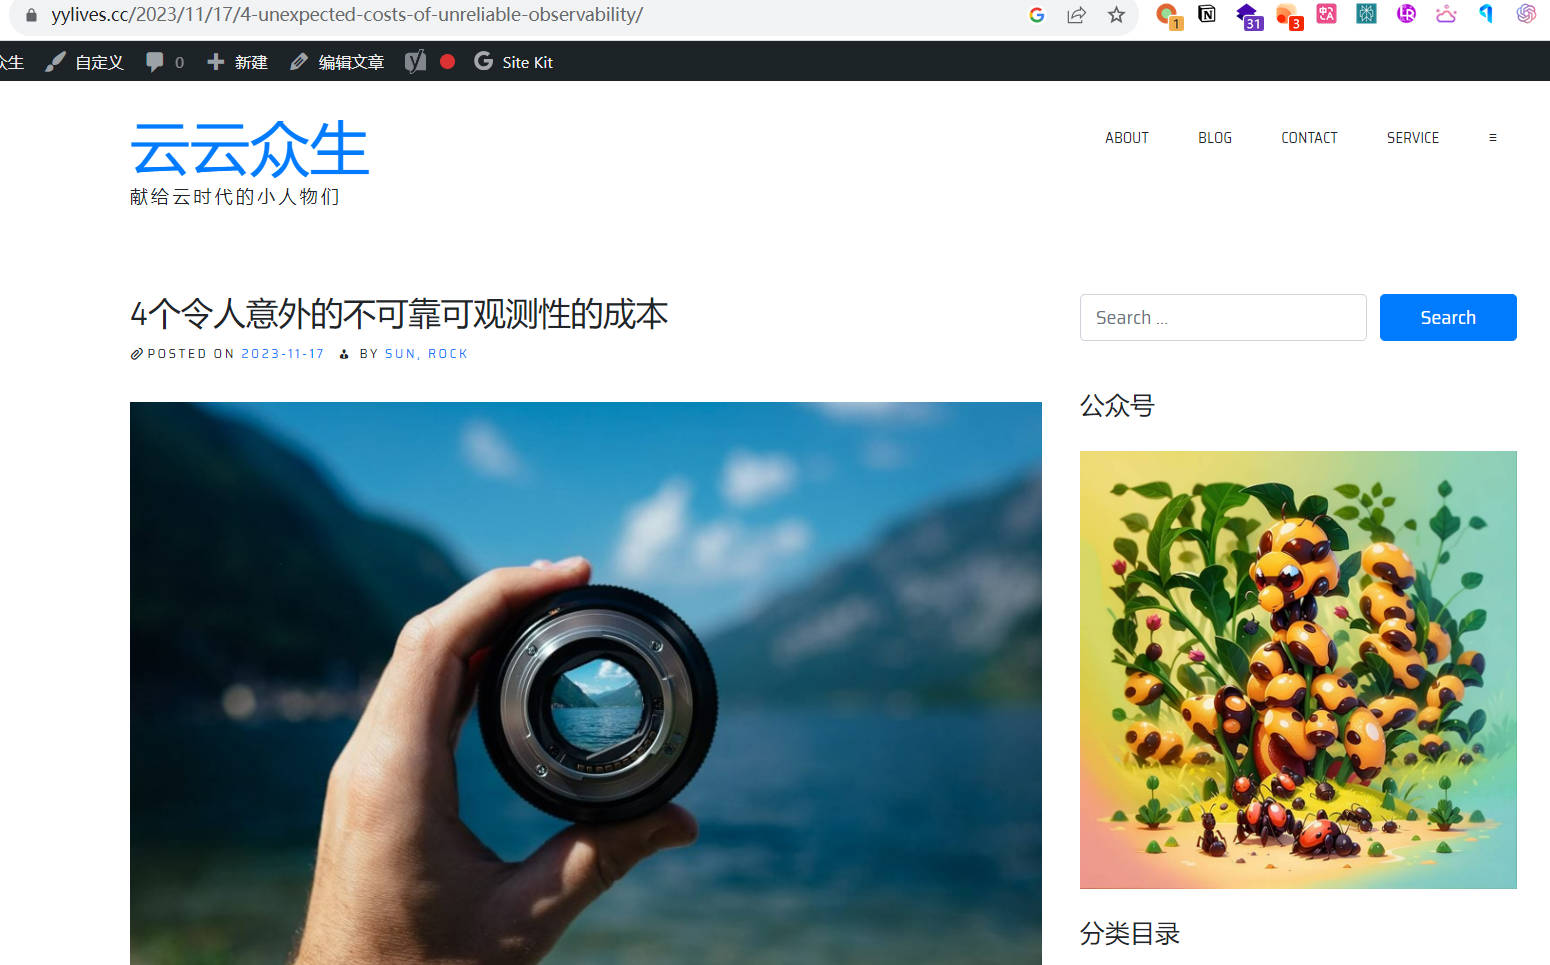 yylives.cc/2023/11/17/4-unexpected-costs-of-unreliable-observability/
1
31
3
众生 自定义 0 新建 编辑文章 Site Kit
云云众生
献给云时代的小人物们
ABOUT BLOG CONTACT SERVICE ≡
4个令人意外的不可靠可观测性的成本
POSTED ON 2023-11-17 BY SUN, ROCK
Search ...
Search
公众号
分类目录